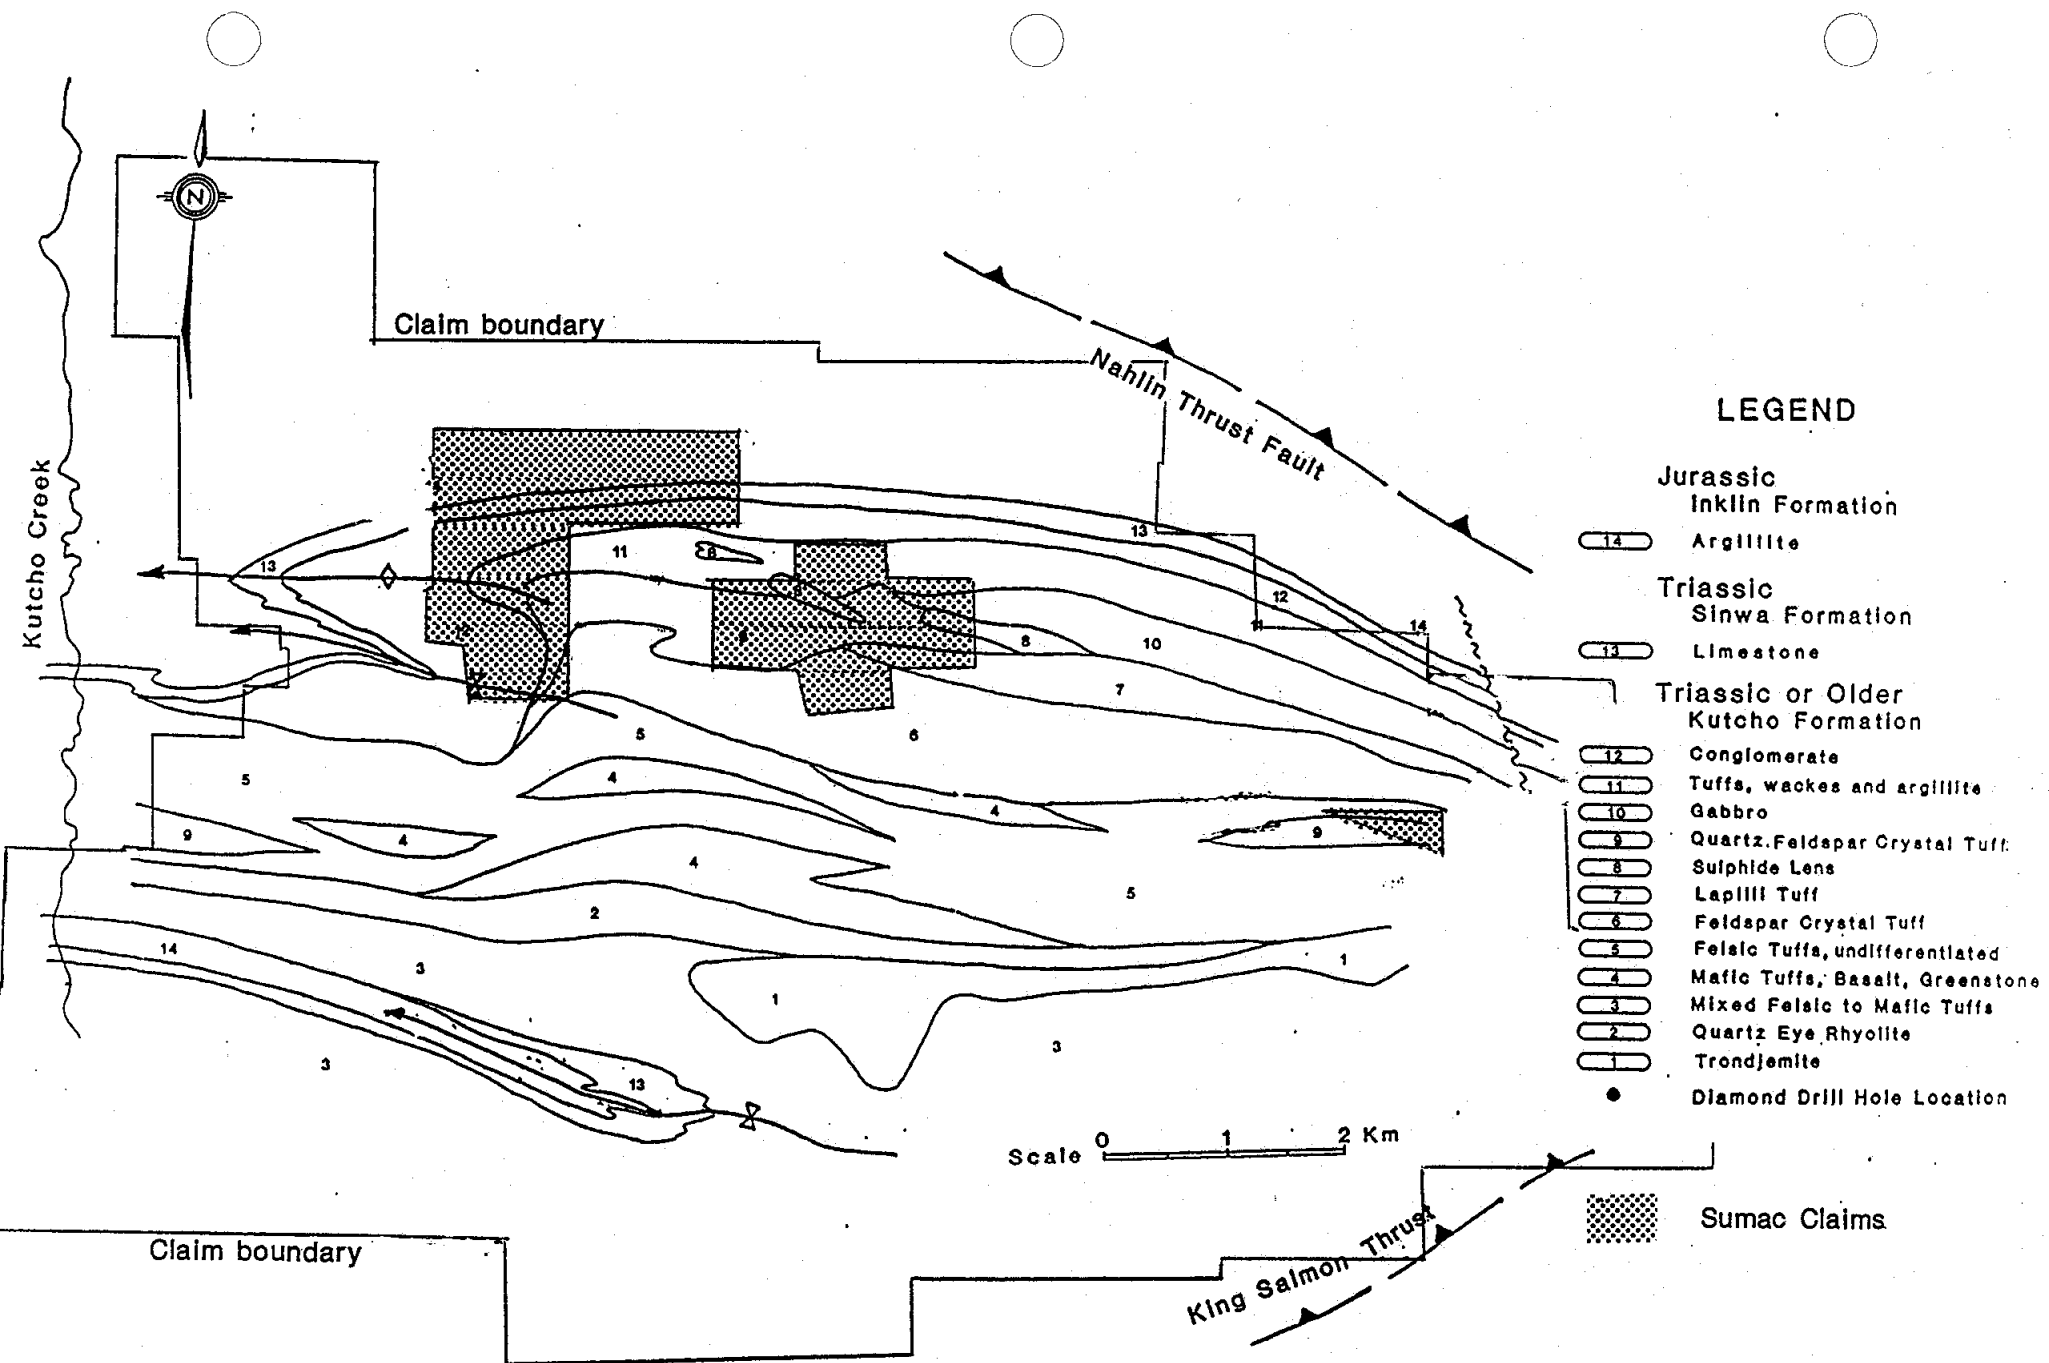 N
Claim boundary
Nahlin Thrust Fault
Kutcho Creek
13
11
8
13
12
14
12
8
10
7
6
5
5
4
4
9
4
9
4
5
2
14
3
1
1
3
13
3
Scale 0 1 2 Km
King Salmon Thrust
Claim boundary
LEGEND
Jurassic
Inklin Formation
14 Argillite
Triassic
Sinwa Formation
13 Limestone
Triassic or Older
Kutcho Formation
12 Conglomerate
11 Tuffs, wackes and argillite
10 Gabbro
9 Quartz.Feldspar Crystal Tuff
8 Sulphide Lens
7 Lapilli Tuff
6 Feldspar Crystal Tuff
5 Felsic Tuffs, undifferentiated
4 Mafic Tuffs, Basalt, Greenstone
3 Mixed Felsic to Mafic Tuffs
2 Quartz Eye Rhyolite
1 Trondjemite
Diamond Drill Hole Location
Sumac Claims